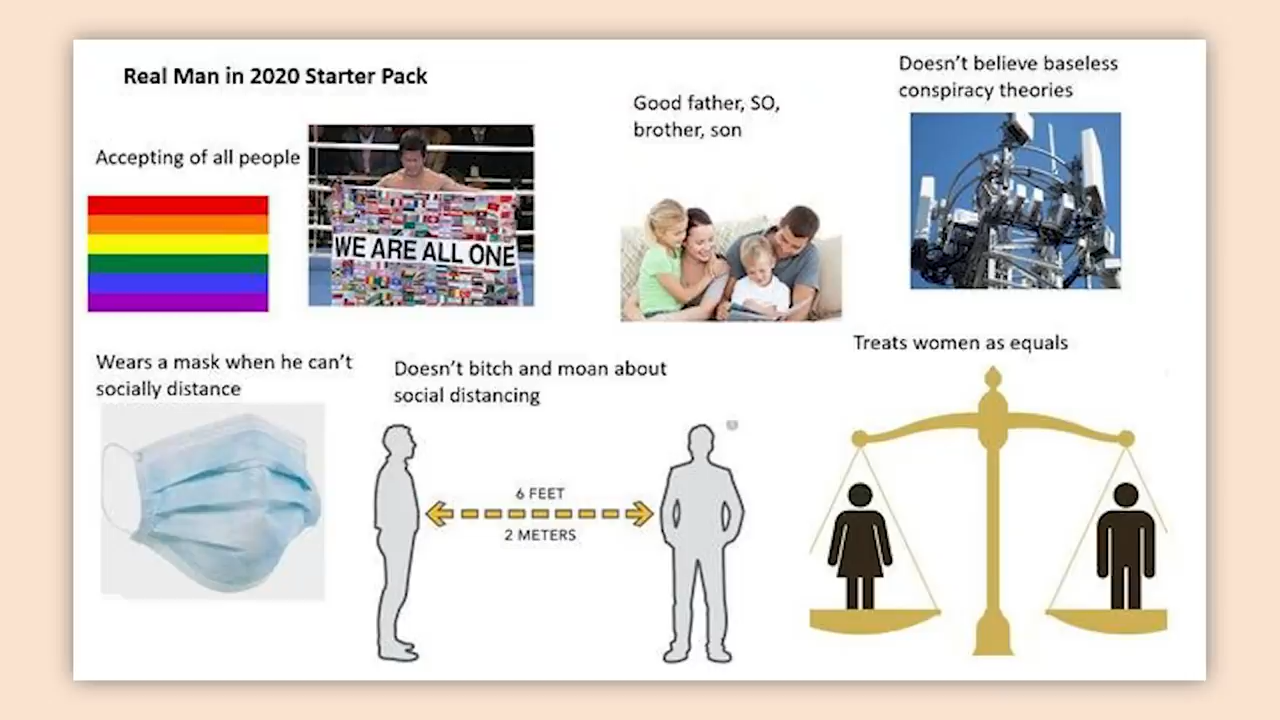 Real Man in 2020 Starter Pack
Accepting of all people
WE ARE ALL ONE
Good father, SO,
brother, son
Doesn’t believe baseless
conspiracy theories
Wears a mask when he can’t
socially distance
Doesn’t bitch and moan about
social distancing
6 FEET
2 METERS
Treats women as equals